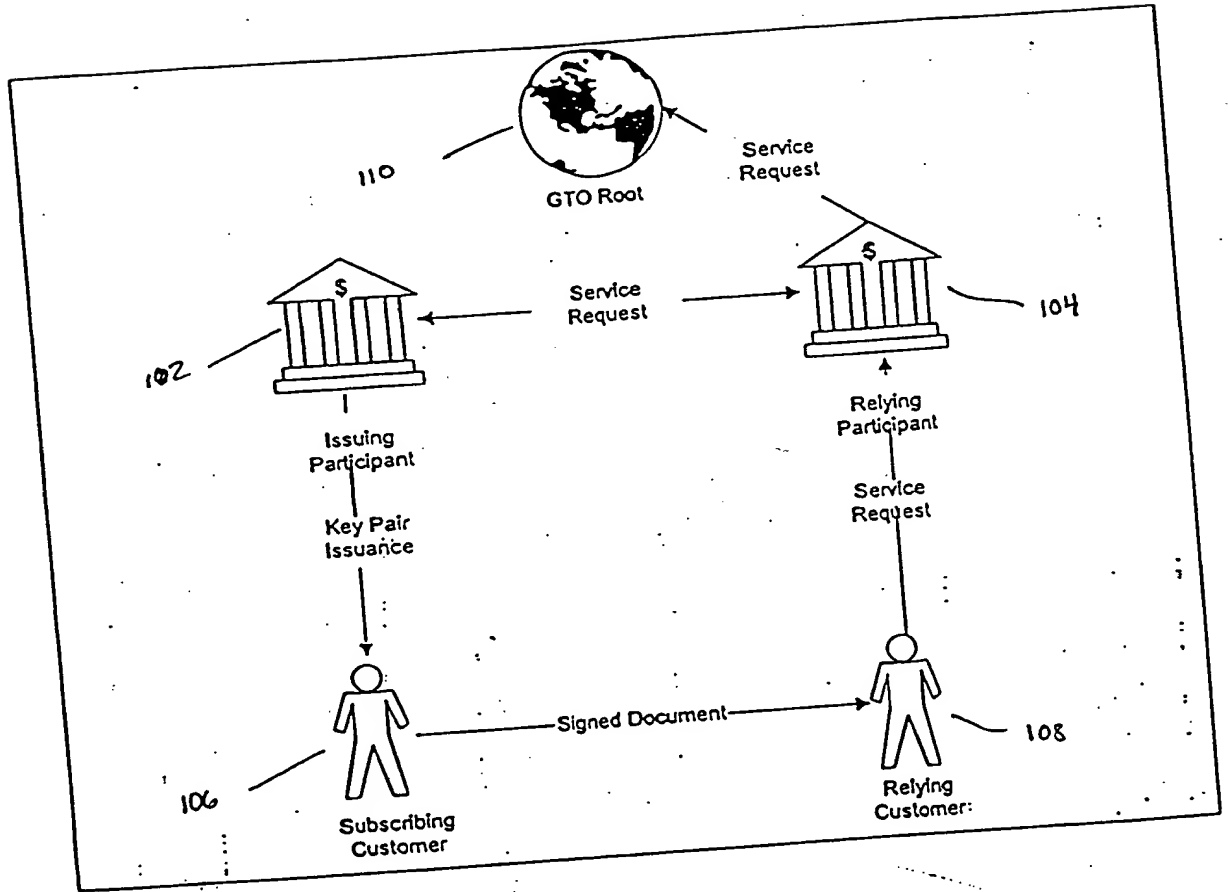 110
GTO Root
Service
Request
$
$
Service
Request
102
104
Issuing
Participant
Relying
Participant
Key Pair
Issuance
Service
Request
Signed Document
106
108
Subscribing
Customer
Relying
Customer: